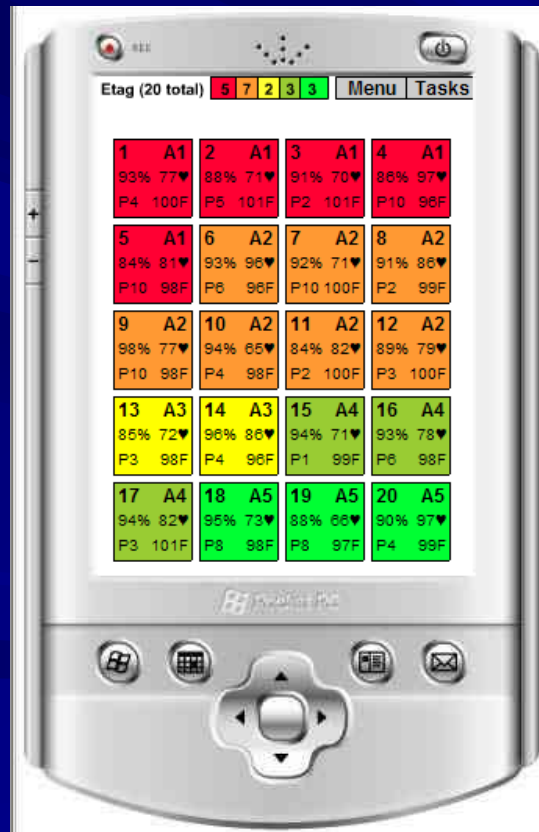 Etag (20 total) 5 7 2 3 3 Menu Tasks
1 A1 2 A1 3 A1 4 A1
93% 77♥ 88% 71♥ 91% 70♥ 86% 97♥
P4 100F P5 101F P2 101F P10 96F
5 A1 6 A2 7 A2 8 A2
84% 81♥ 93% 96♥ 92% 71♥ 91% 86♥
P10 98F P6 96F P10 100F P2 99F
9 A2 10 A2 11 A2 12 A2
98% 77♥ 94% 65♥ 84% 82♥ 89% 79♥
P10 98F P4 98F P2 100F P3 100F
13 A3 14 A3 15 A4 16 A4
85% 72♥ 96% 86♥ 94% 71♥ 93% 78♥
P3 98F P4 96F P1 99F P6 98F
17 A4 18 A5 19 A5 20 A5
94% 82♥ 95% 73♥ 88% 66♥ 90% 97♥
P3 101F P8 98F P8 97F P4 99F
+
−